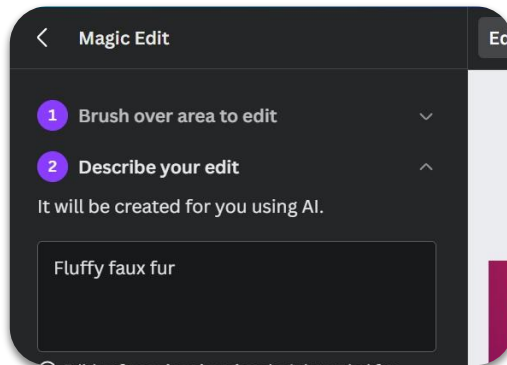 Magic Edit
Ed
1 Brush over area to edit
2 Describe your edit
It will be created for you using AI.
Fluffy faux fur